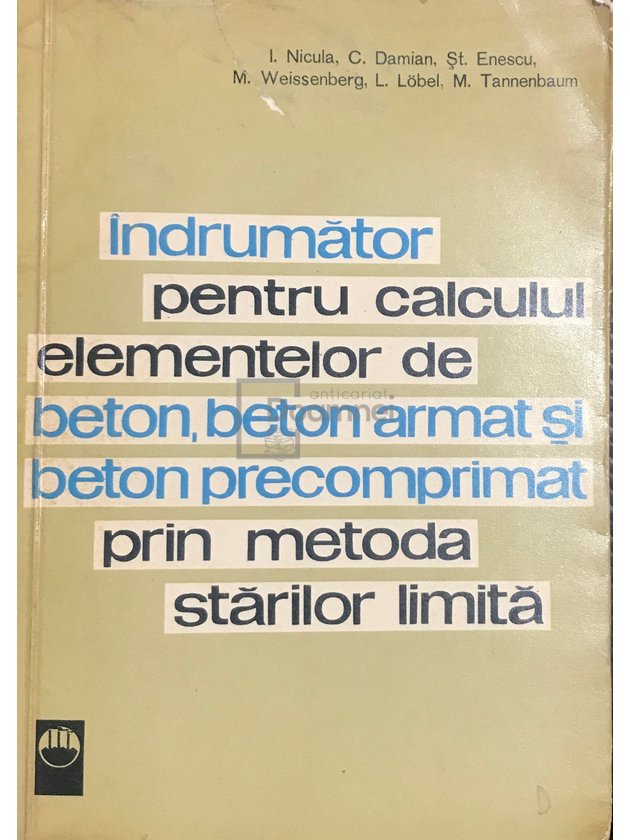 I. Nicula, C. Damian, Şt. Enescu,
M. Weissenberg, L. Löbel, M. Tannenbaum
Îndrumător
pentru calculul
elementelor de
anticariat
beton, beton armat şi
beton precomprimat
prin metoda
stărilor limită
D